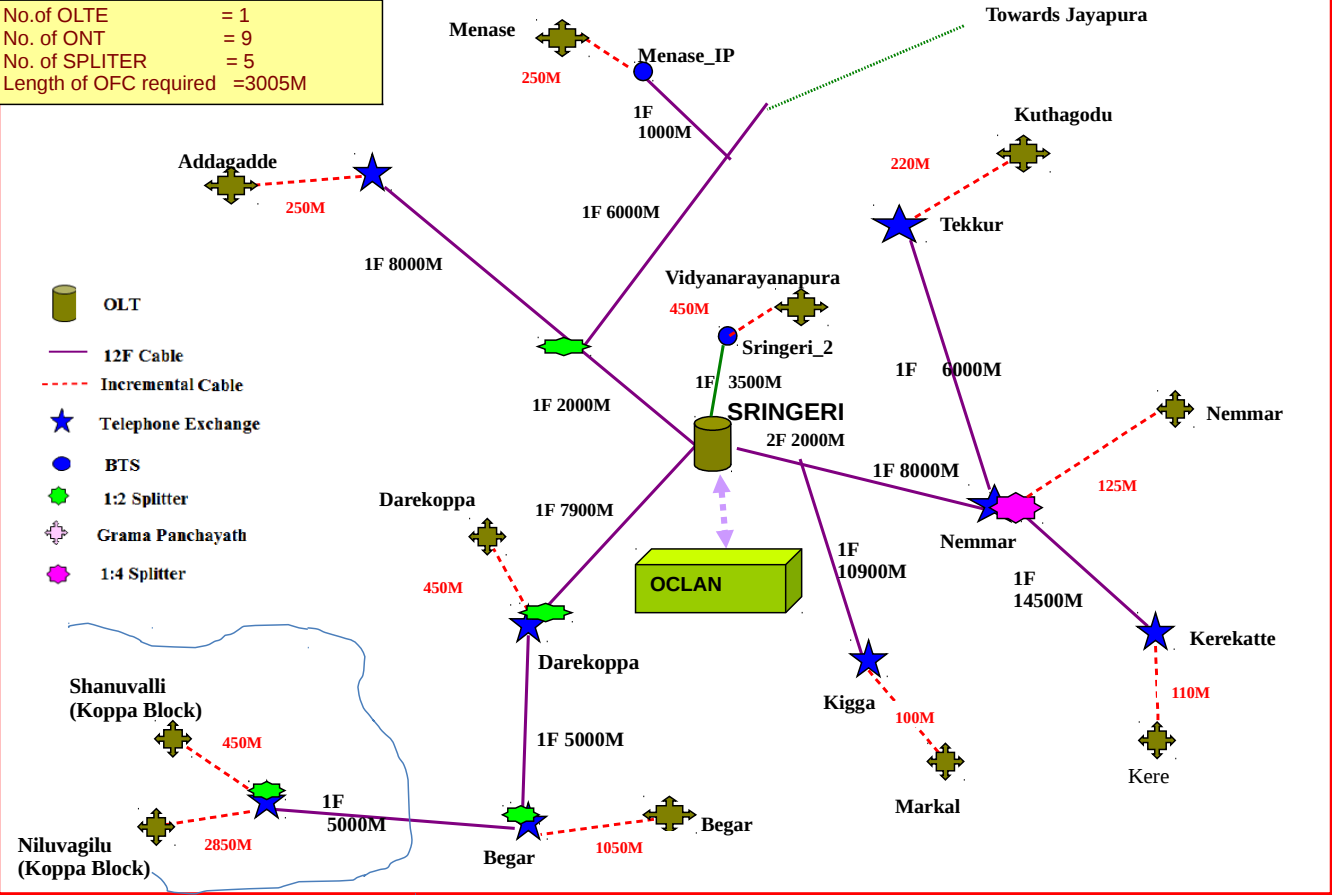 No.of OLTE = 1
No. of ONT = 9
No. of SPLITER = 5
Length of OFC required =3005M
Towards Jayapura
Menase
Menase_IP
250M
1F
1000M
Kuthagodu
220M
Addagadde
250M
1F 6000M
Tekkur
1F 8000M
Vidyanarayanapura
450M
Sringeri_2
OLT
12F Cable
Incremental Cable
Telephone Exchange
BTS
1:2 Splitter
Grama Panchayath
1:4 Splitter
1F 3500M
1F 6000M
1F 2000M
SRINGERI
2F 2000M
Nemmar
1F 8000M
125M
Darekoppa
1F 7900M
Nemmar
450M
OCLAN
1F
10900M
1F
14500M
Darekoppa
Kerekatte
Shanuvalli
(Koppa Block)
Kigga
110M
100M
450M
1F 5000M
Kere
Markal
1F
5000M
Niluvagilu
(Koppa Block)
2850M
Begar
1050M
Begar